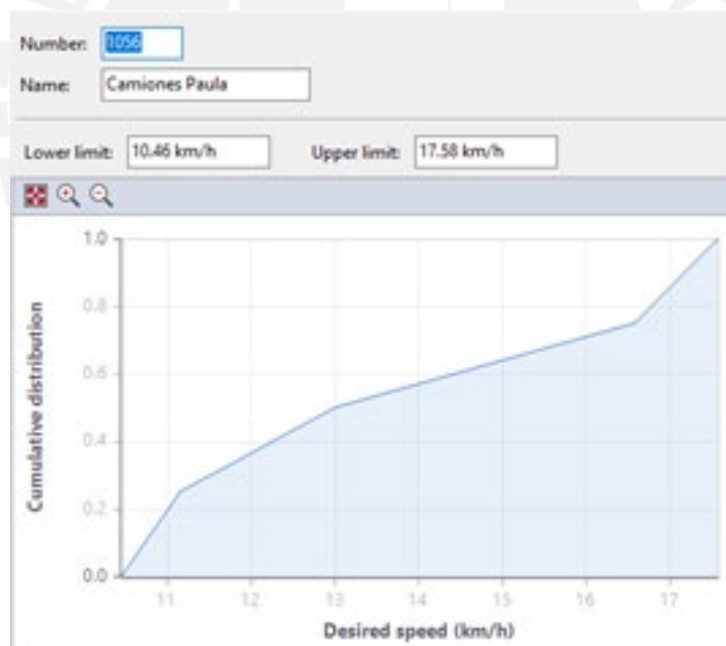 Number: 1056
Name: Camiones Paula
Lower limit: 10.46 km/h Upper limit: 17.58 km/h
1.0
0.8
0.6
0.4
0.2
0.0
Cumulative distribution
11 12 13 14 15 16 17
Desired speed (km/h)